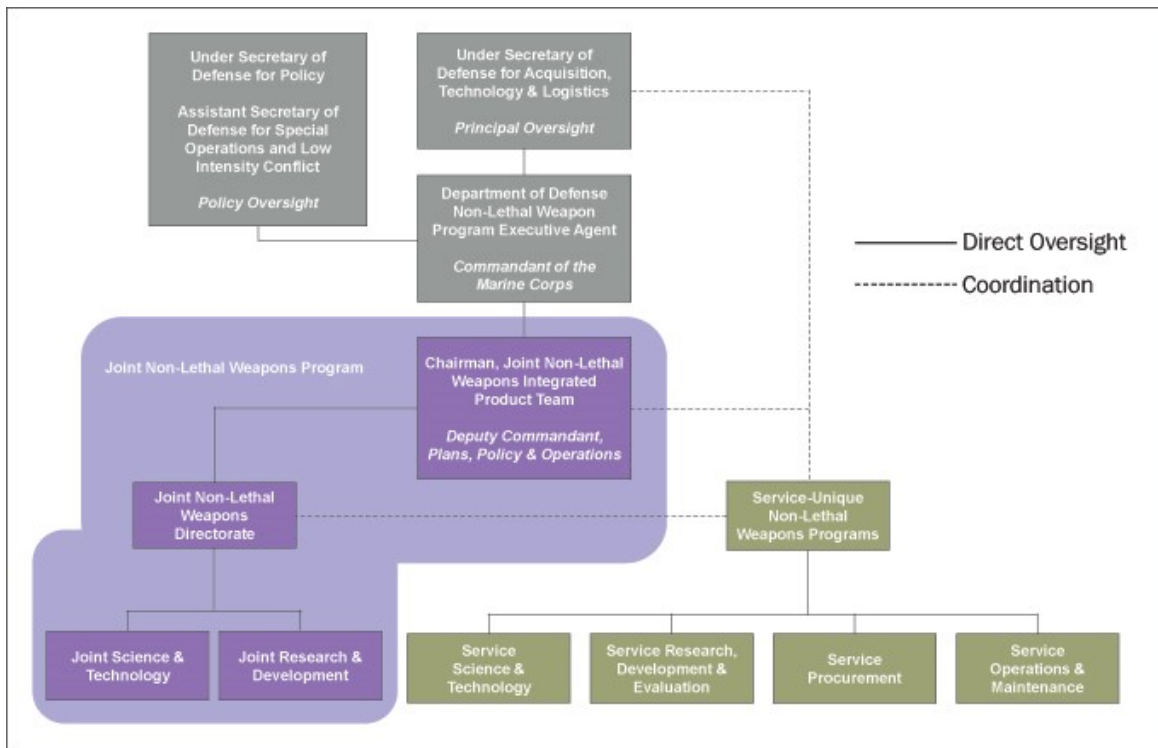 Under Secretary of
Defense for Policy
Assistant Secretary of
Defense for Special
Operations and Low
Intensity Conflict
Policy Oversight
Under Secretary of
Defense for Acquisition,
Technology & Logistics
Principal Oversight
Department of Defense
Non-Lethal Weapon
Program Executive Agent
Commandant of the
Marine Corps
Direct Oversight
Coordination
Joint Non-Lethal Weapons Program
Chairman, Joint Non-Lethal
Weapons Integrated
Product Team
Deputy Commandant,
Plans, Policy & Operations
Joint Non-Lethal
Weapons
Directorate
Service-Unique
Non-Lethal
Weapons Programs
Joint Science &
Technology
Joint Research &
Development
Service
Science &
Technology
Service Research,
Development &
Evaluation
Service
Procurement
Service
Operations &
Maintenance